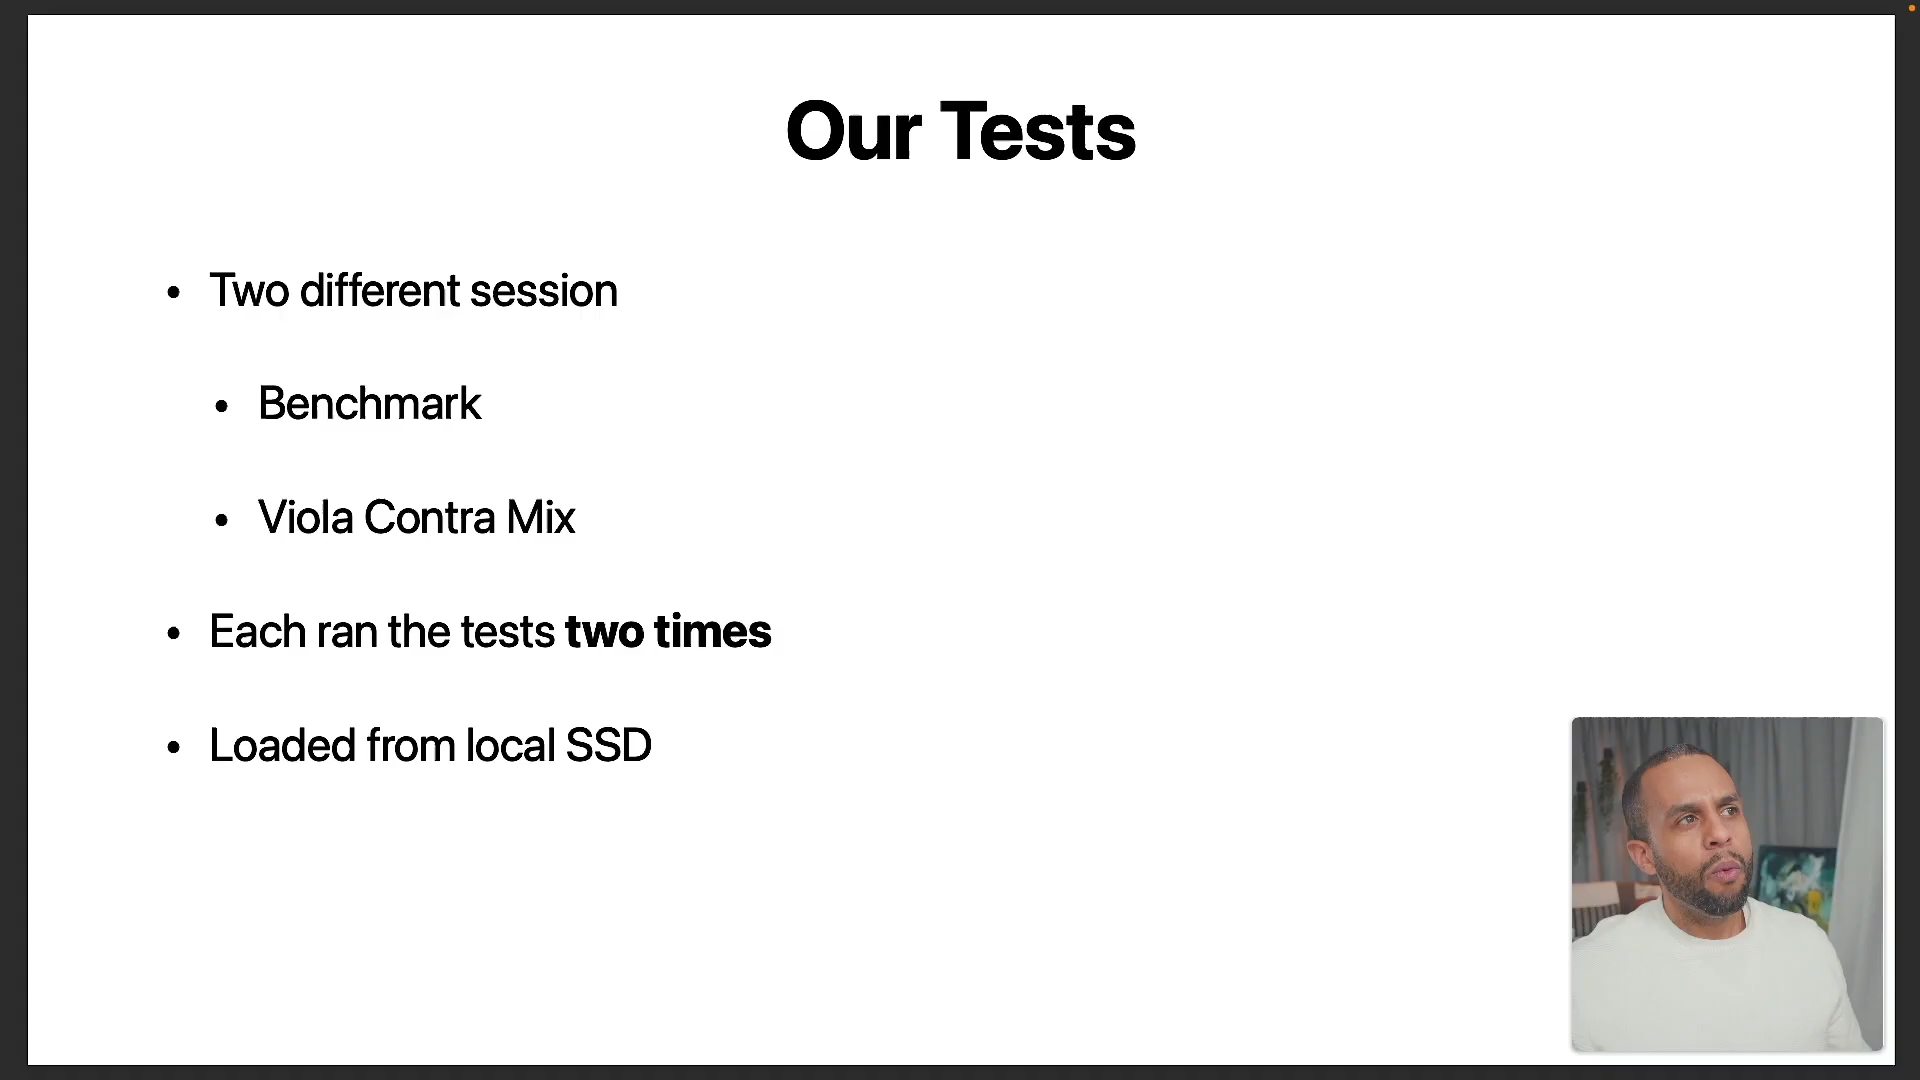 Our Tests
Two different session
Benchmark
Viola Contra Mix
Each ran the tests two times
Loaded from local SSD